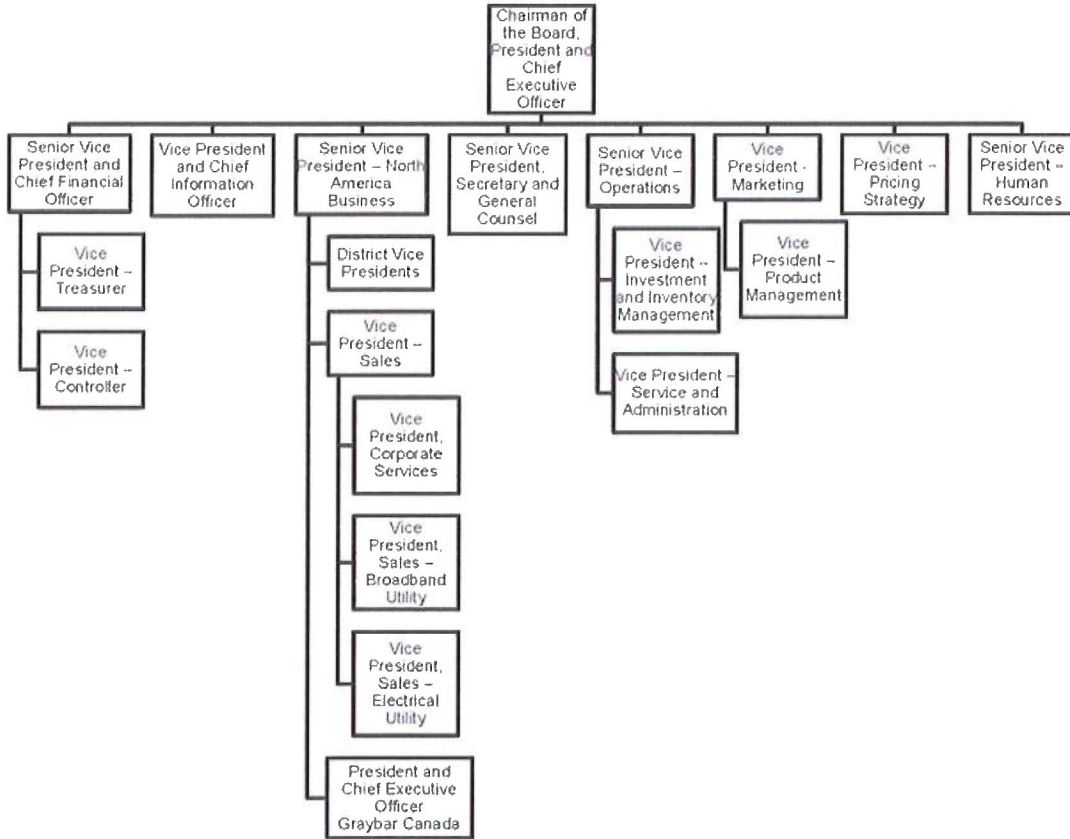 Chairman of
the Board,
President and
Chief
Executive
Officer
Senior Vice
President and
Chief Financial
Officer
Vice
President –
Treasurer
Vice
President –
Controller
Vice President
and Chief
Information
Officer
Senior Vice
President – North
America
Business
District Vice
Presidents
Vice
President –
Sales
Vice
President,
Corporate
Services
Vice
President,
Sales –
Broadband
Utility
Vice
President,
Sales –
Electrical
Utility
President and
Chief Executive
Officer
Graybar Canada
Senior Vice
President,
Secretary and
General
Counsel
Senior Vice
President –
Operations
Vice
President –
Investment
and Inventory
Management
Vice President –
Service and
Administration
Vice
President -
Marketing
Vice
President –
Product
Management
Vice
President –
Pricing
Strategy
Senior Vice
President –
Human
Resources